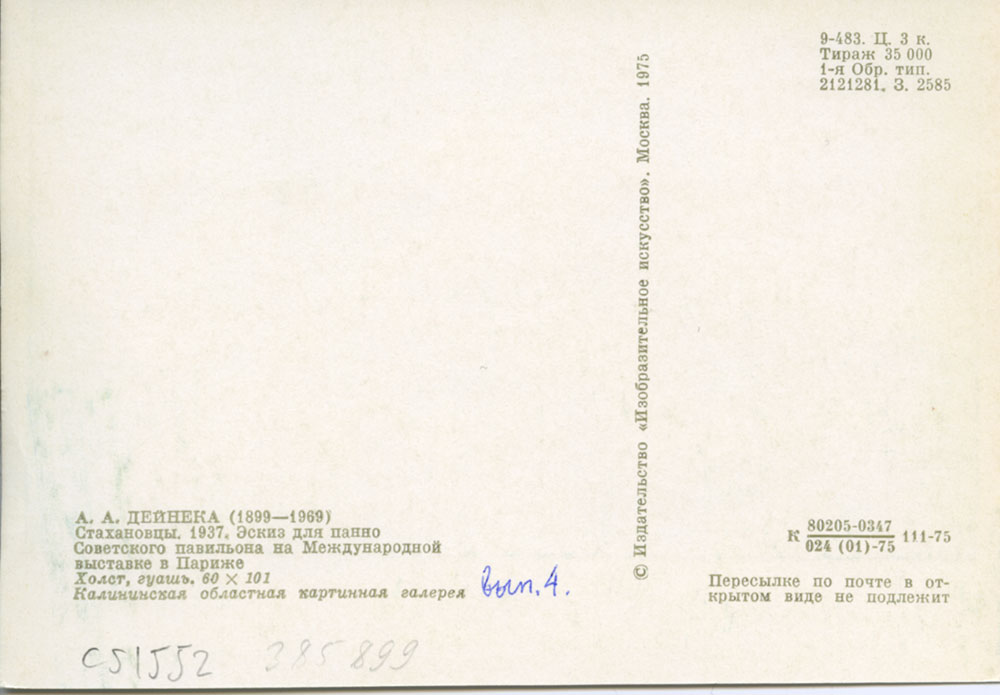 9-483. Ц. 3 к.
Тираж 35 000
1-я Обр. тип.
2121281. З. 2585
© Издательство «Изобразительное искусство». Москва. 1975
А. А. ДЕЙНЕКА (1899—1969)
Стахановцы. 1937. Эскиз для панно
Советского павильона на Международной
выставке в Париже
Холст, гуашь. 60 × 101
Калининская областная картинная галерея
вып. 4.
К 80205-0347
024 (01)-75 111-75
Пересылке по почте в от-
крытом виде не подлежит
С51552 385899